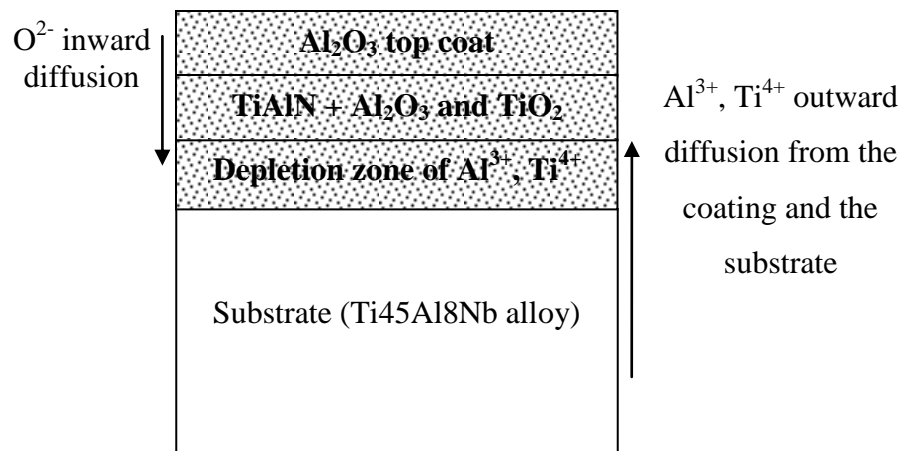 O²⁻ inward
diffusion
Al₂O₃ top coat
TiAlN + Al₂O₃ and TiO₂
Depletion zone of Al³⁺, Ti⁴⁺
Substrate (Ti45Al8Nb alloy)
Al³⁺, Ti⁴⁺ outward
diffusion from the
coating and the
substrate